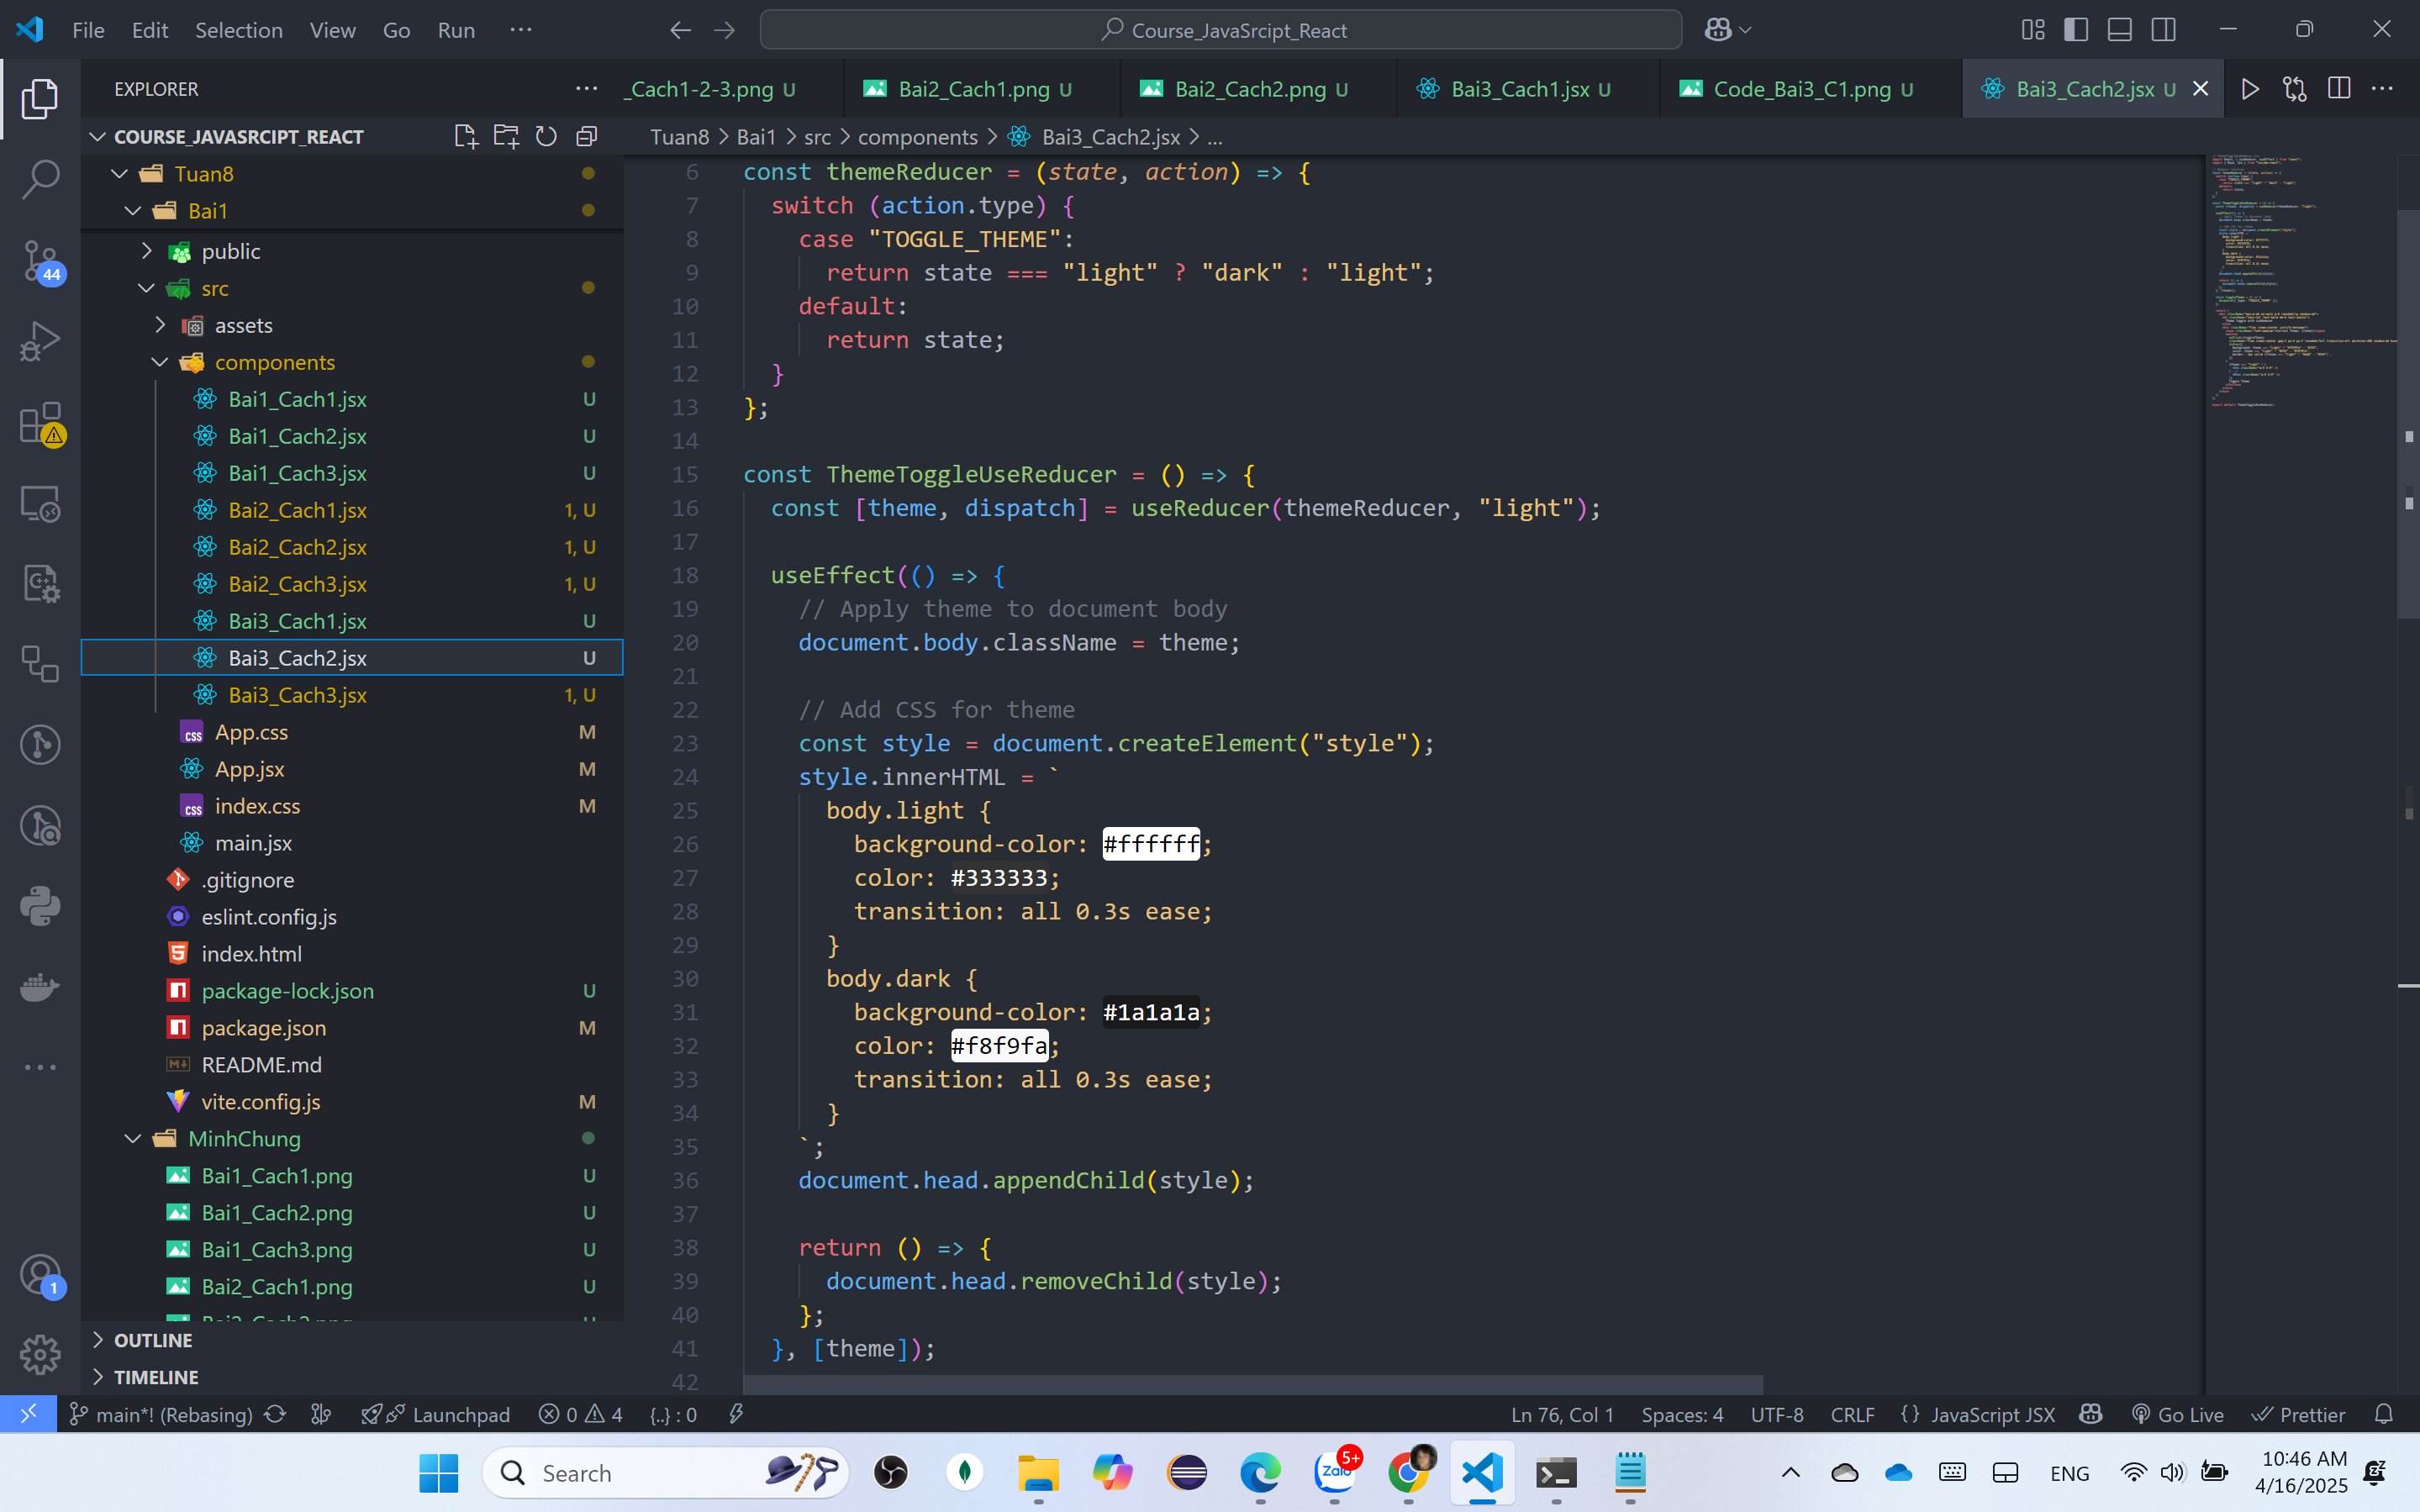 File Edit Selection View Go Run ···
Course_JavaSrcipt_React
EXPLORER
_Cach1-2-3.png U
Bai2_Cach1.png U
Bai2_Cach2.png U
Bai3_Cach1.jsx U
Code_Bai3_C1.png U
Bai3_Cach2.jsx U
COURSE_JAVASRCIPT_REACT
Tuan8 > Bai1 > src > components > Bai3_Cach2.jsx > ...
Tuan8
Bai1
public
src
assets
components
Bai1_Cach1.jsx U
Bai1_Cach2.jsx U
Bai1_Cach3.jsx U
Bai2_Cach1.jsx 1, U
Bai2_Cach2.jsx 1, U
Bai2_Cach3.jsx 1, U
Bai3_Cach1.jsx U
Bai3_Cach2.jsx U
Bai3_Cach3.jsx 1, U
App.css M
App.jsx M
index.css M
main.jsx
.gitignore
eslint.config.js
index.html
package-lock.json U
package.json M
README.md
vite.config.js M
MinhChung
Bai1_Cach1.png U
Bai1_Cach2.png U
Bai1_Cach3.png U
Bai2_Cach1.png U
OUTLINE
TIMELINE
44
1
6 const themeReducer = (state, action) => {
7 switch (action.type) {
8 case "TOGGLE_THEME":
9 return state === "light" ? "dark" : "light";
10 default:
11 return state;
12 }
13 };
14
15 const ThemeToggleUseReducer = () => {
16 const [theme, dispatch] = useReducer(themeReducer, "light");
17
18 useEffect(() => {
19 // Apply theme to document body
20 document.body.className = theme;
21
22 // Add CSS for theme
23 const style = document.createElement("style");
24 style.innerHTML = `
25 body.light {
26 background-color: #ffffff;
27 color: #333333;
28 transition: all 0.3s ease;
29 }
30 body.dark {
31 background-color: #1a1a1a;
32 color: #f8f9fa;
33 transition: all 0.3s ease;
34 }
35 `;
36 document.head.appendChild(style);
37
38 return () => {
39 document.head.removeChild(style);
40 };
41 }, [theme]);
42
main*! (Rebasing) Launchpad 0 4 {..} : 0
Ln 76, Col 1 Spaces: 4 UTF-8 CRLF {} JavaScript JSX Go Live Prettier
Search
Zalo 5+
ENG
10:46 AM
4/16/2025